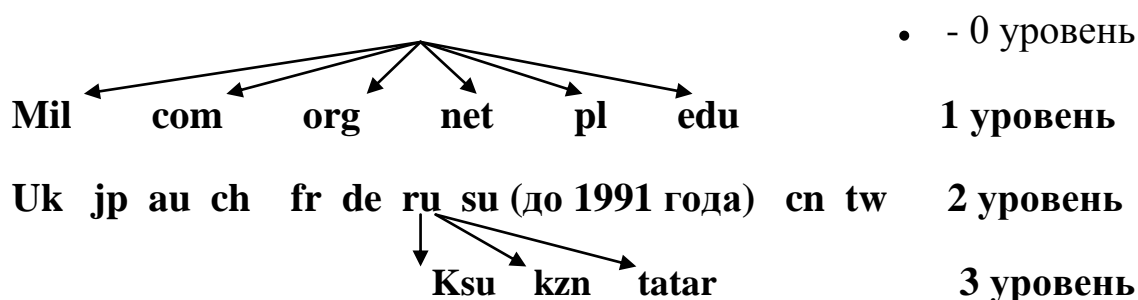 • - 0 уровень
Mil com org net pl edu 1 уровень
Uk jp au ch fr de ru su (до 1991 года) cn tw 2 уровень
Ksu kzn tatar 3 уровень